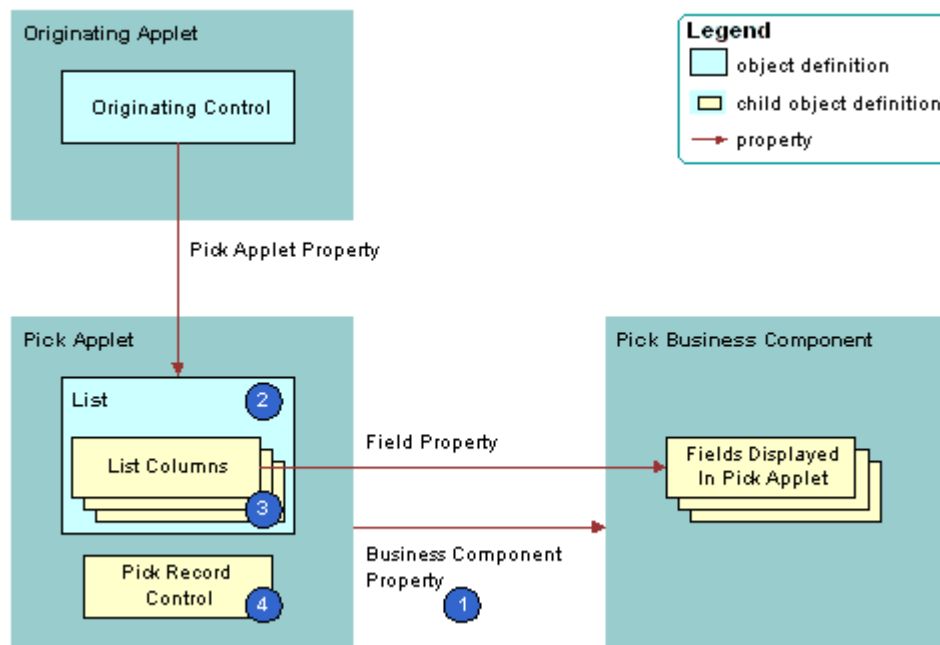 Originating Applet
Originating Control
Legend
object definition
child object definition
property
Pick Applet Property
Pick Applet
List
2
List Columns
3
Pick Record
Control
4
Field Property
Business Component
Property
1
Pick Business Component
Fields Displayed
In Pick Applet